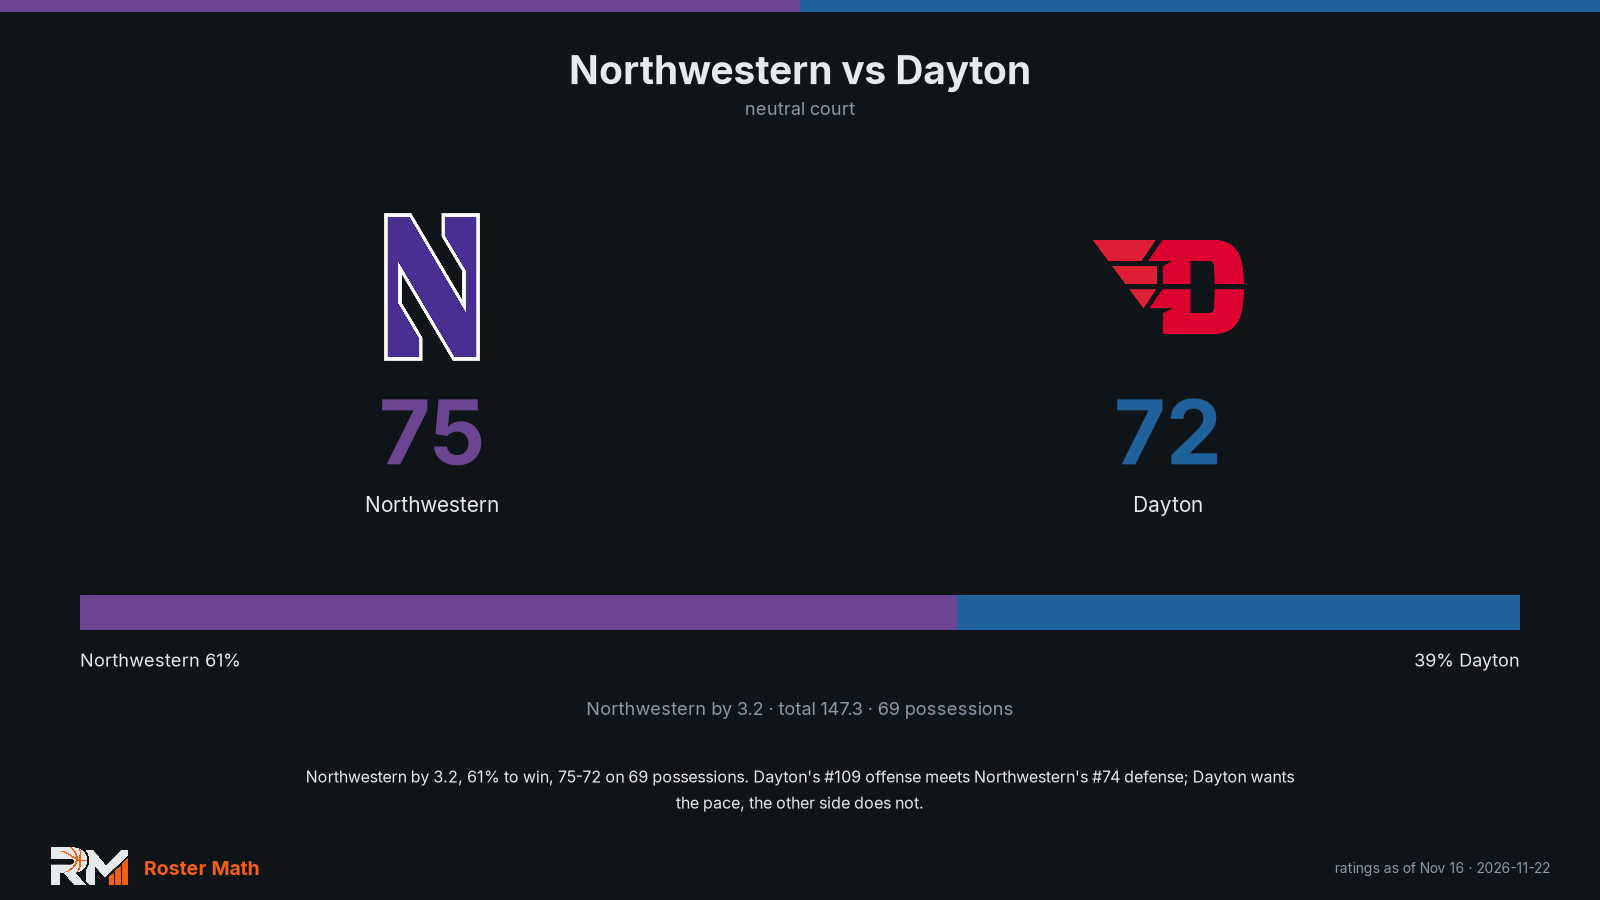 Northwestern vs Dayton
neutral court
N
D
75
72
Northwestern
Dayton
Northwestern 61%
39% Dayton
Northwestern by 3.2 · total 147.3 · 69 possessions
Northwestern by 3.2, 61% to win, 75-72 on 69 possessions. Dayton's #109 offense meets Northwestern's #74 defense; Dayton wants
the pace, the other side does not.
RM
Roster Math
ratings as of Nov 16 · 2026-11-22